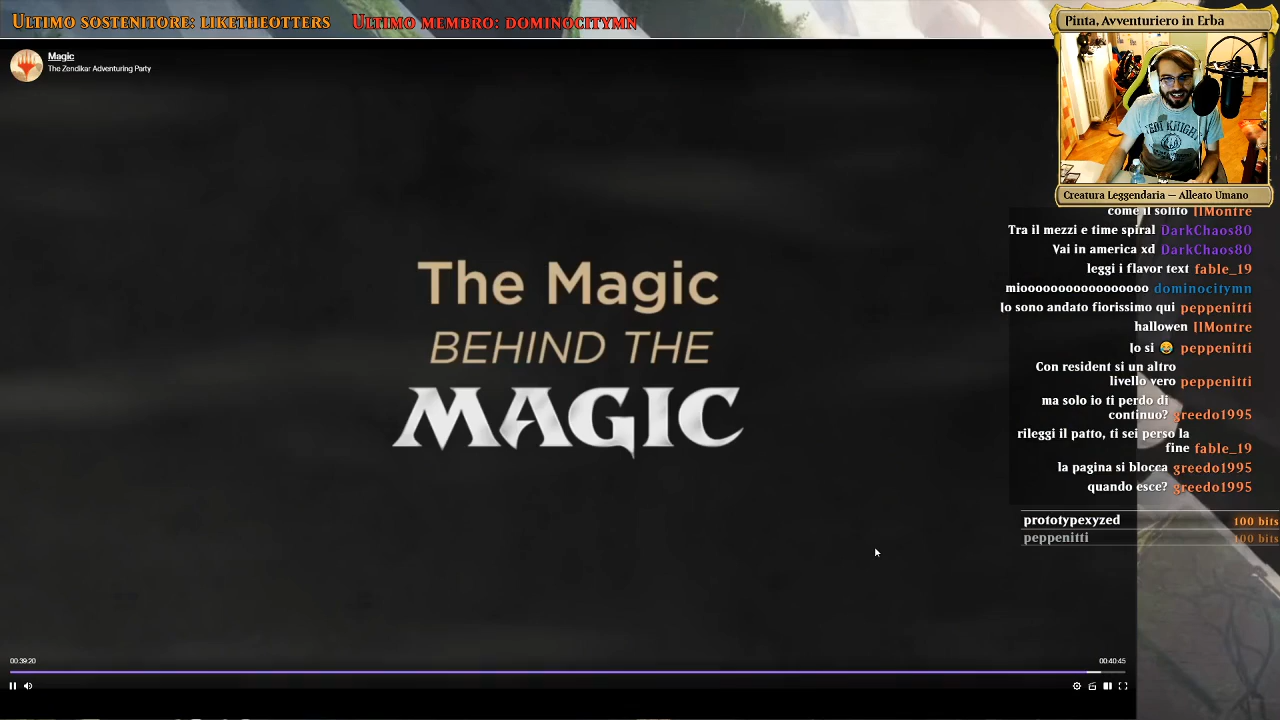 Ultimo sostenitore: liketheotters Ultimo membro: dominocitymn
Magic
The Zendikar Adventuring Party
The Magic
BEHIND THE
MAGIC
00:39:20
00:40:45
Pinta, Avventuriero in Erba
JEDI KNIGHT
Creatura Leggendaria — Alleato Umano
come il solito IlMontre
Tra il mezzi e time spiral DarkChaos80
Vai in america xd DarkChaos80
leggi i flavor text fable_19
miooooooooooooooooo dominocitymn
Io sono andato fiorissimo qui peppenitti
hallowen IlMontre
Io si 😂 peppenitti
Con resident si un altro
livello vero peppenitti
ma solo io ti perdo di
continuo? greedo1995
rileggi il patto, ti sei perso la
fine fable_19
la pagina si blocca greedo1995
quando esce? greedo1995
prototypexyzed 100 bits
peppenitti 100 bits